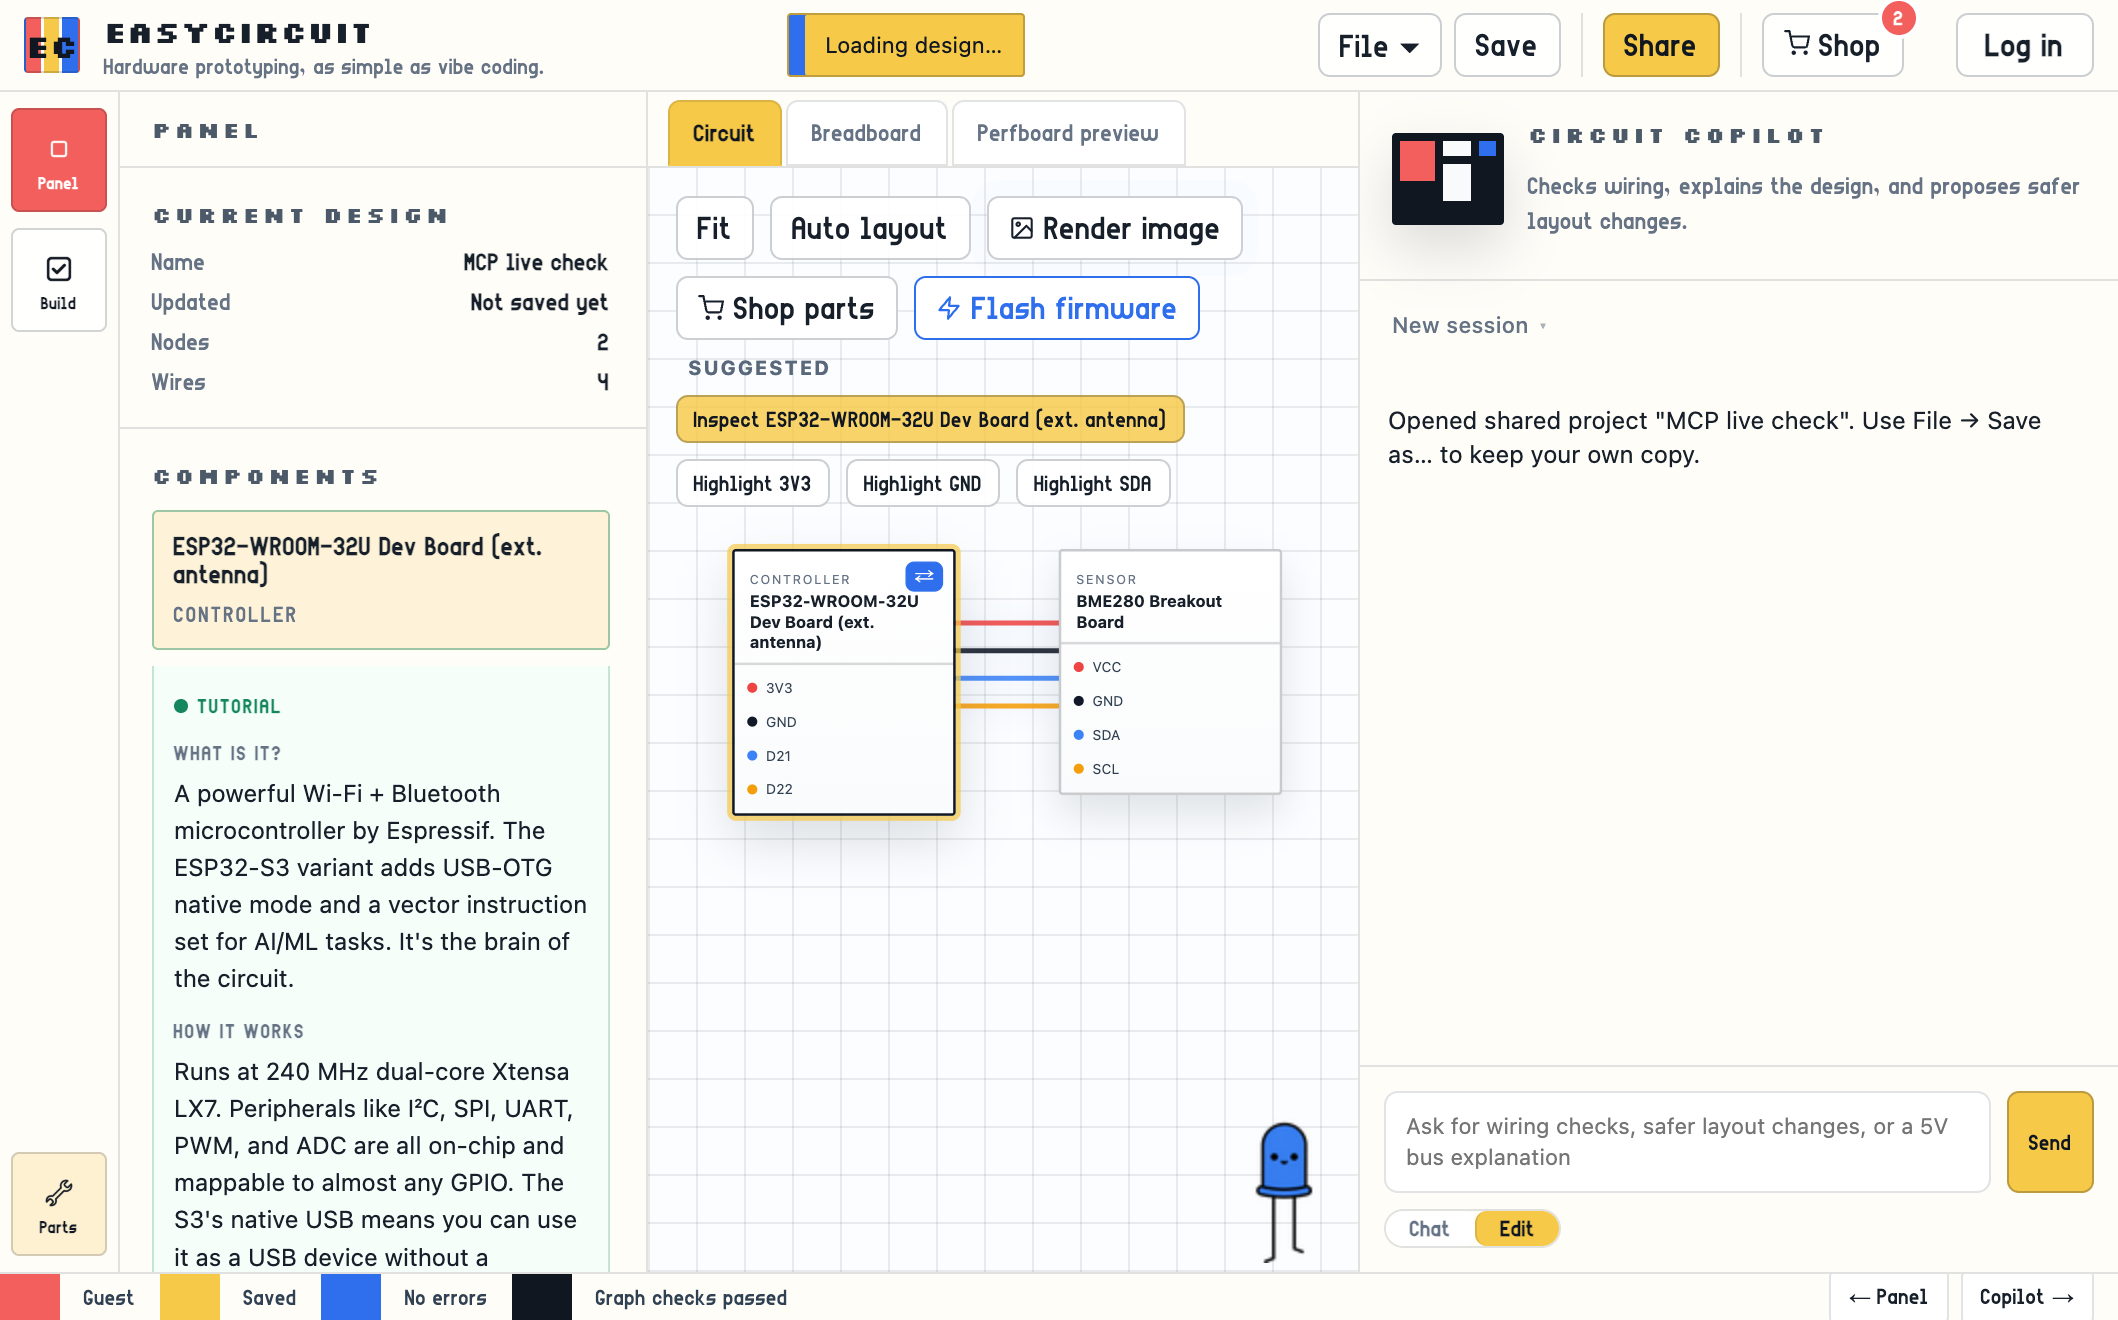 EC
EASYCIRCUIT
Hardware prototyping, as simple as vibe coding.
Loading design...
File
Save
Share
Shop
2
Log in
Panel
Build
Parts
PANEL
CURRENT DESIGN
Name MCP live check
Updated Not saved yet
Nodes 2
Wires 4
COMPONENTS
ESP32-WROOM-32U Dev Board (ext.
antenna)
CONTROLLER
TUTORIAL
WHAT IS IT?
A powerful Wi-Fi + Bluetooth
microcontroller by Espressif. The
ESP32-S3 variant adds USB-OTG
native mode and a vector instruction
set for AI/ML tasks. It's the brain of
the circuit.
HOW IT WORKS
Runs at 240 MHz dual-core Xtensa
LX7. Peripherals like I²C, SPI, UART,
PWM, and ADC are all on-chip and
mappable to almost any GPIO. The
S3's native USB means you can use
it as a USB device without a
Circuit
Breadboard
Perfboard preview
Fit
Auto layout
Render image
Shop parts
Flash firmware
SUGGESTED
Inspect ESP32-WROOM-32U Dev Board (ext. antenna)
Highlight 3V3
Highlight GND
Highlight SDA
CONTROLLER
ESP32-WROOM-32U
Dev Board (ext.
antenna)
3V3
GND
D21
D22
SENSOR
BME280 Breakout
Board
VCC
GND
SDA
SCL
CIRCUIT COPILOT
Checks wiring, explains the design, and proposes safer
layout changes.
New session
Opened shared project "MCP live check". Use File → Save
as... to keep your own copy.
Ask for wiring checks, safer layout changes, or a 5V
bus explanation
Send
Chat
Edit
Guest
Saved
No errors
Graph checks passed
← Panel
Copilot →